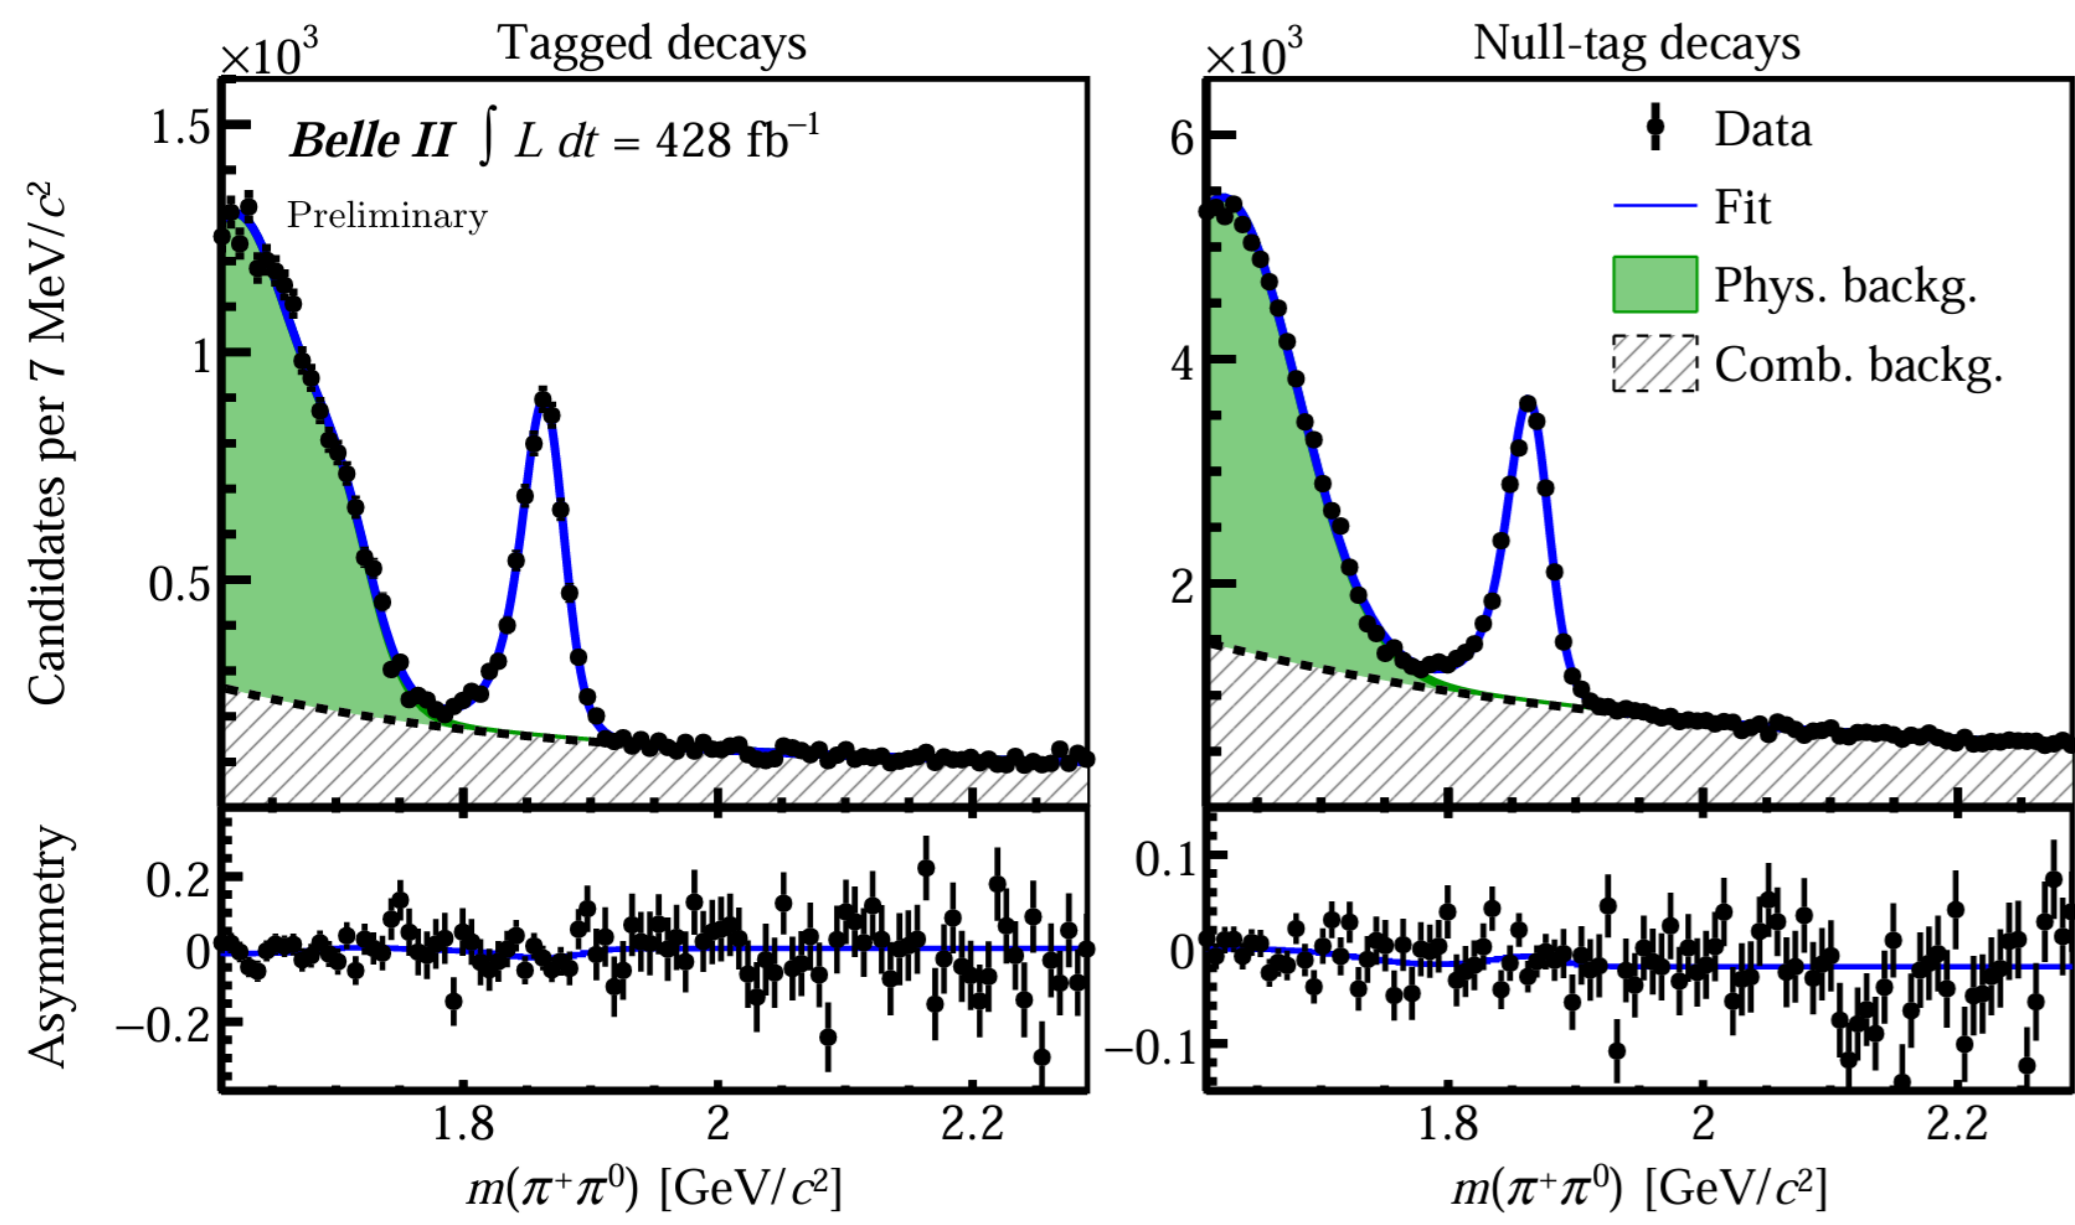 ×10³ Tagged decays
Belle II ∫ L dt = 428 fb⁻¹
Preliminary
Candidates per 7 MeV/c²
1.5
1
0.5
Asymmetry
0.2
0
−0.2
1.8 2 2.2
m(π⁺π⁰) [GeV/c²]
×10³ Null-tag decays
Data
Fit
Phys. backg.
Comb. backg.
6
4
2
0.1
0
−0.1
1.8 2 2.2
m(π⁺π⁰) [GeV/c²]